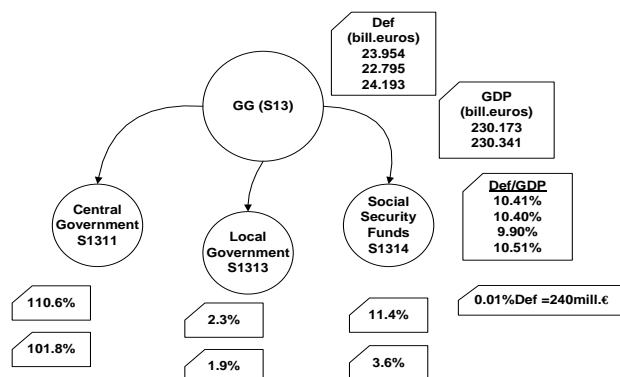 Def
(bill.euros)
23.954
22.795
24.193
GG (S13)
GDP
(bill.euros)
230.173
230.341
Central
Government
S1311
Local
Government
S1313
Social
Security
Funds
S1314
Def/GDP
10.41%
10.40%
9.90%
10.51%
110.6%
2.3%
11.4%
0.01%Def =240mill.€
101.8%
1.9%
3.6%